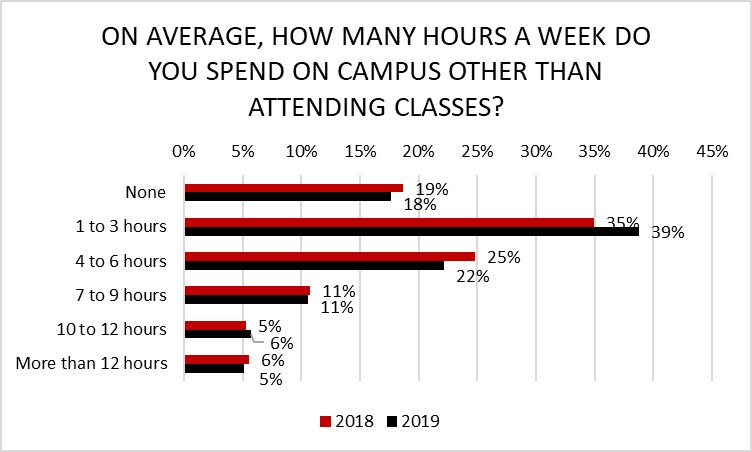 ON AVERAGE, HOW MANY HOURS A WEEK DO
YOU SPEND ON CAMPUS OTHER THAN
ATTENDING CLASSES?
0% 5% 10% 15% 20% 25% 30% 35% 40% 45%
None 19%
18%
1 to 3 hours 35%
39%
4 to 6 hours 25%
22%
7 to 9 hours 11%
11%
10 to 12 hours 5%
6%
More than 12 hours 6%
5%
2018 2019